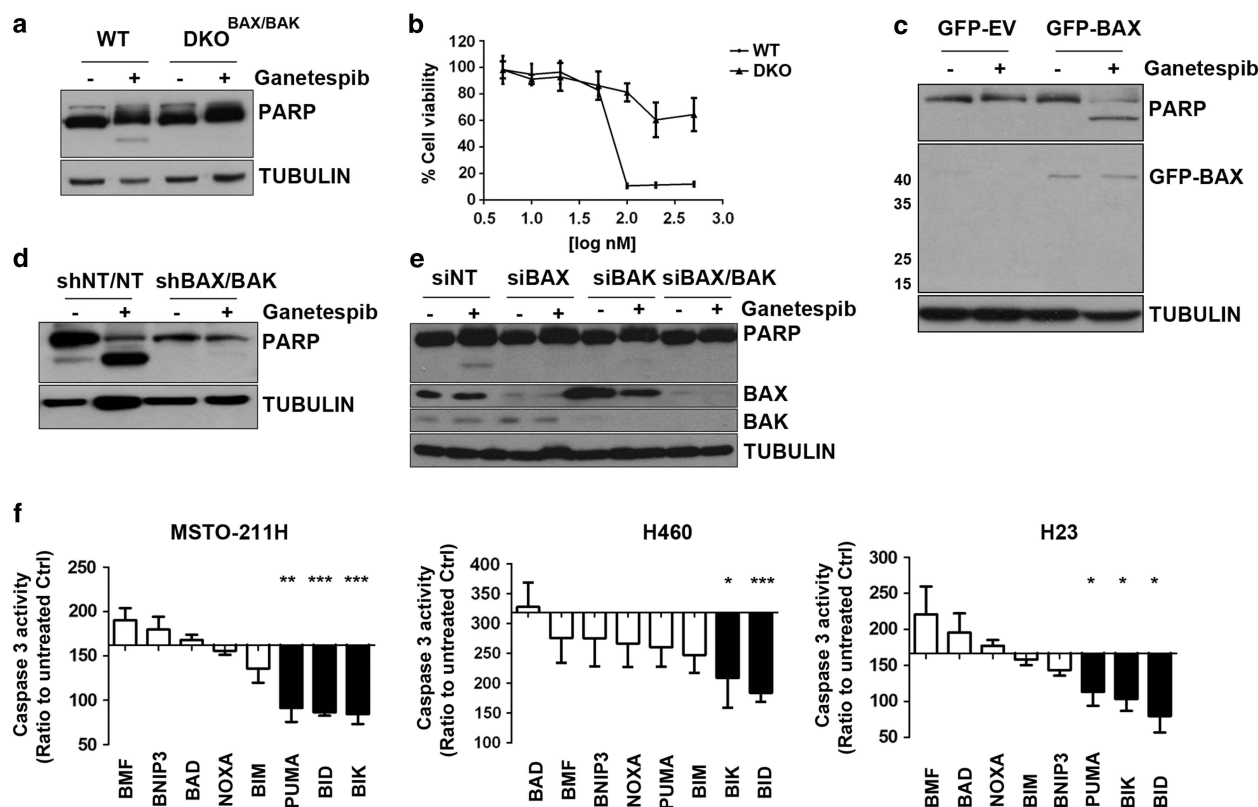 a
WT DKO BAX/BAK
- + - + Ganetespib
PARP
TUBULIN
b
120
100
80
60
40
20
0
% Cell viability
0.5 1.0 1.5 2.0 2.5 3.0
[log nM]
WT
DKO
c
GFP-EV GFP-BAX
- + - + Ganetespib
PARP
40
35
25
15
GFP-BAX
TUBULIN
d
shNT/NT shBAX/BAK
- + - + Ganetespib
PARP
TUBULIN
e
siNT siBAX siBAK siBAX/BAK
- + - + - + - + Ganetespib
PARP
BAX
BAK
TUBULIN
f
MSTO-211H
Caspase 3 activity
(Ratio to untreated Ctrl)
250
200
150
100
50
** *** ***
BMF BNIP3 BAD NOXA BIM PUMA BID BIK
H460
Caspase 3 activity
(Ratio to untreated Ctrl)
400
350
300
250
200
150
100
* ***
BAD BMF BNIP3 NOXA PUMA BIM BIK BID
H23
Caspase 3 activity
(Ratio to untreated Ctrl)
300
250
200
150
100
50
* * *
BMF BAD NOXA BIM BNIP3 PUMA BIK BID